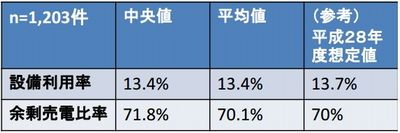 n=1,203件 中央値 平均値 （参考）
平成２８年
度想定値
設備利用率 13.4% 13.4% 13.7%
余剰売電比率 71.8% 70.1% 70%